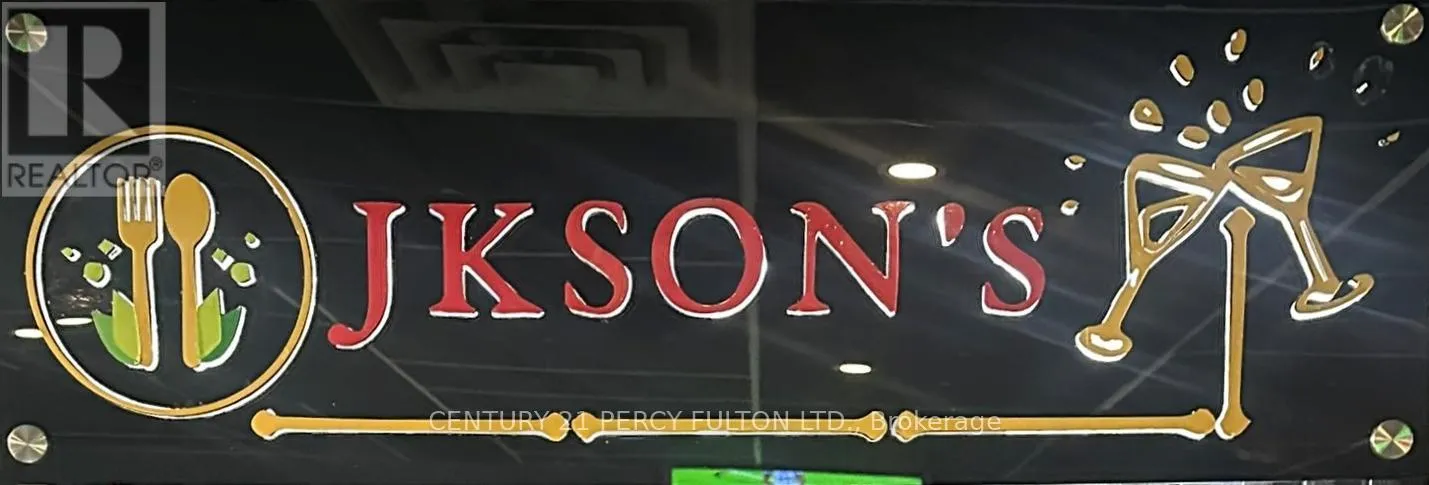 R
REALTOR®
JKSON'S
CENTURY 21 PERCY FULTON LTD., Brokerage